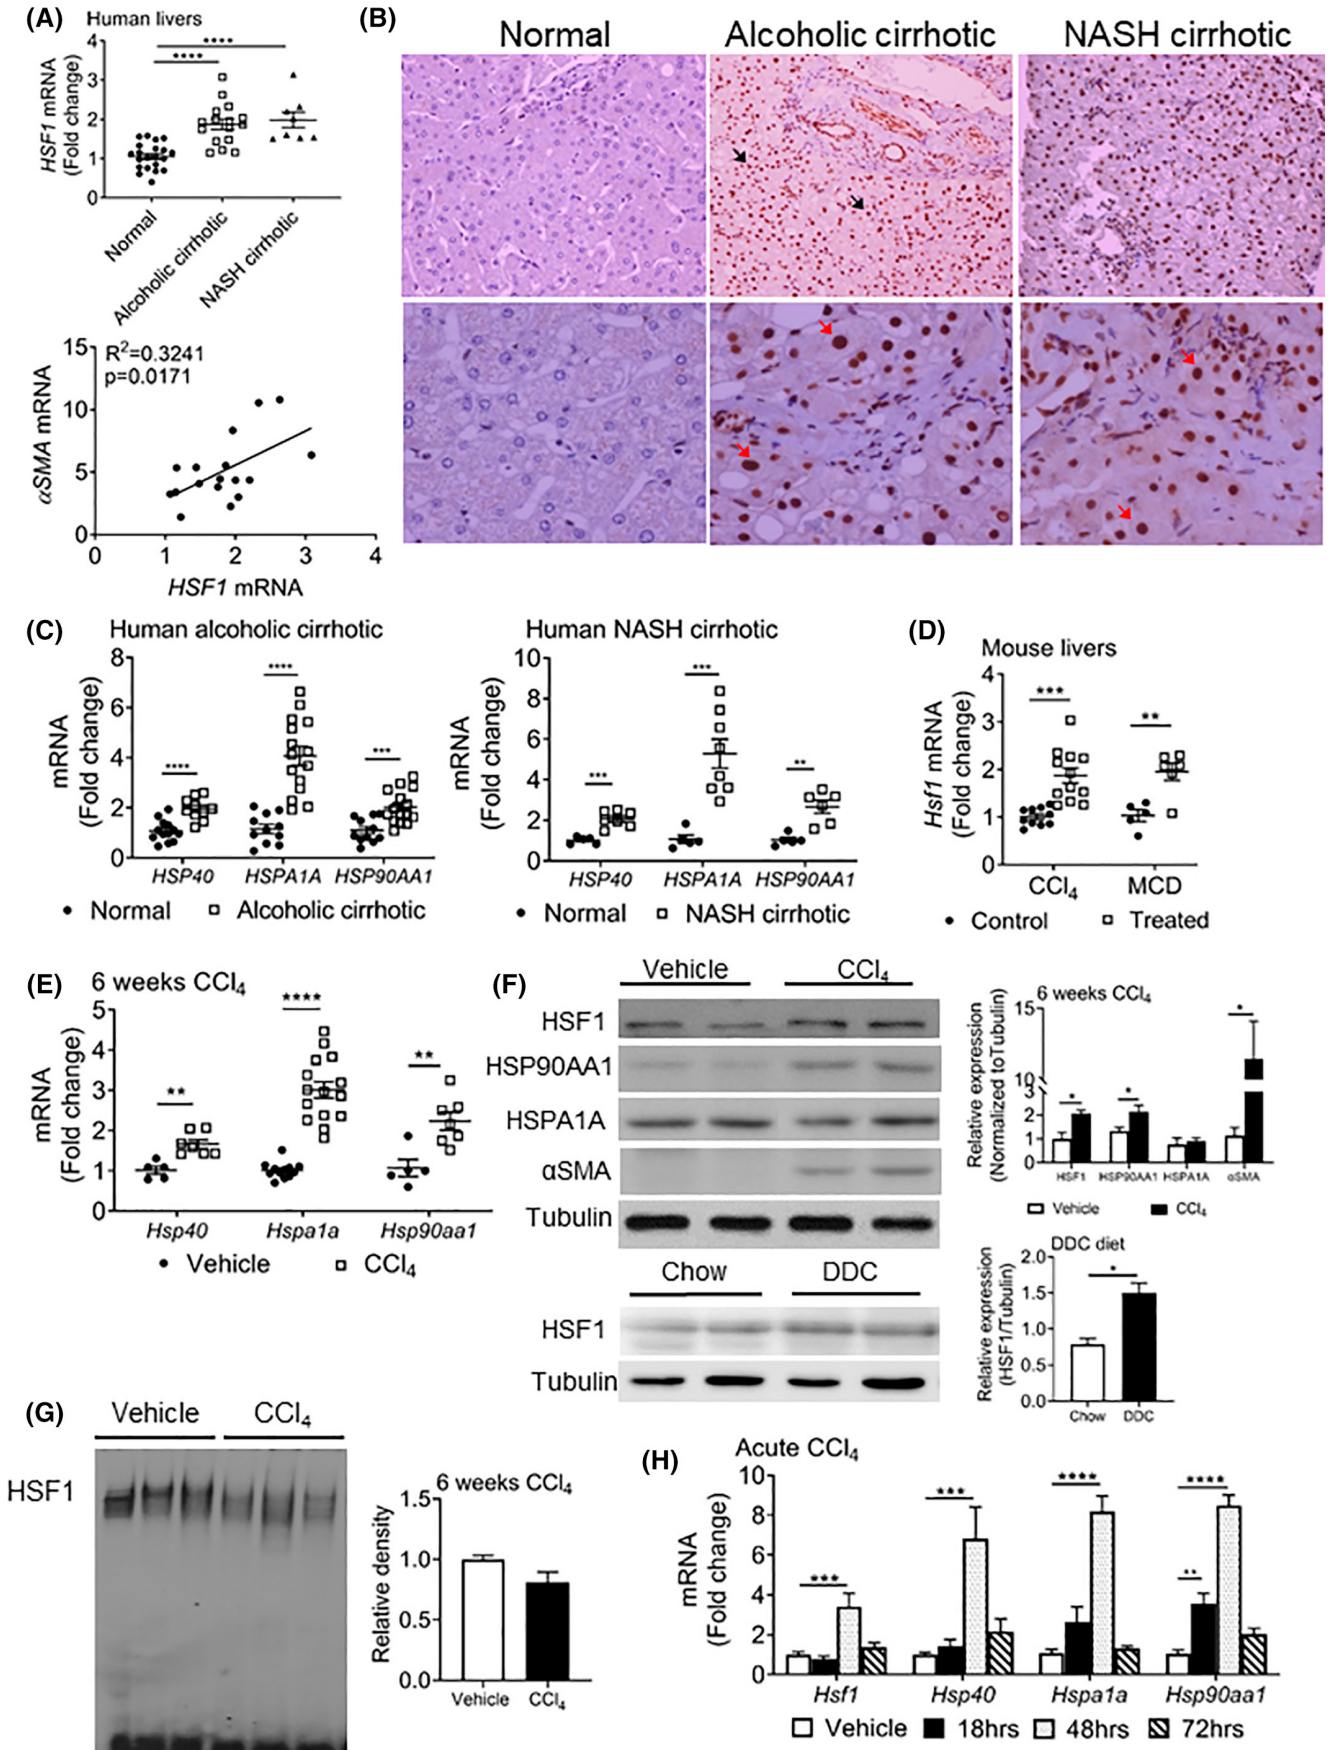 (A)
Human livers
****
****
HSF1 mRNA
(Fold change)
4
3
2
1
0
Normal
Alcoholic cirrhotic
NASH cirrhotic
R²=0.3241
p=0.0171
αSMA mRNA
15
10
5
0
0 1 2 3 4
HSF1 mRNA
(B)
Normal Alcoholic cirrhotic NASH cirrhotic
(C)
Human alcoholic cirrhotic
mRNA
(Fold change)
8
6
4
2
0
**** **** ***
HSP40 HSPA1A HSP90AA1
Normal Alcoholic cirrhotic
Human NASH cirrhotic
mRNA
(Fold change)
10
8
6
4
2
0
*** *** **
HSP40 HSPA1A HSP90AA1
Normal NASH cirrhotic
(D)
Mouse livers
Hsf1 mRNA
(Fold change)
4
3
2
1
0
*** **
CCl₄ MCD
Control Treated
(E)
6 weeks CCl₄
mRNA
(Fold change)
5
4
3
2
1
0
** **** **
Hsp40 Hspa1a Hsp90aa1
Vehicle CCl₄
(F)
Vehicle CCl₄
HSF1
HSP90AA1
HSPA1A
αSMA
Tubulin
Chow DDC
HSF1
Tubulin
6 weeks CCl₄
Relative expression
(Normalized toTubulin)
15
10
3
2
1
0
* * *
HSF1 HSP90AA1 HSPA1A αSMA
Vehicle CCl₄
DDC diet
Relative expression
(HSF1/Tubulin)
2.0
1.5
1.0
0.5
0.0
*
Chow DDC
(G)
Vehicle CCl₄
HSF1
6 weeks CCl₄
Relative density
1.5
1.0
0.5
0.0
Vehicle CCl₄
(H)
Acute CCl₄
mRNA
(Fold change)
10
8
6
4
2
0
*** *** **** ** ****
Hsf1 Hsp40 Hspa1a Hsp90aa1
Vehicle 18hrs 48hrs 72hrs